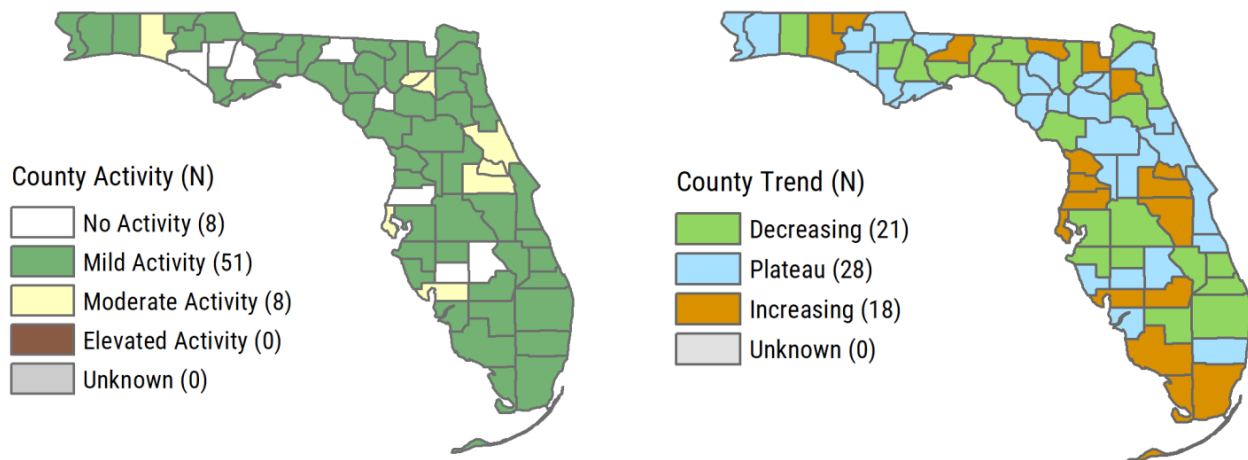 County Activity (N)
No Activity (8)
Mild Activity (51)
Moderate Activity (8)
Elevated Activity (0)
Unknown (0)
County Trend (N)
Decreasing (21)
Plateau (28)
Increasing (18)
Unknown (0)